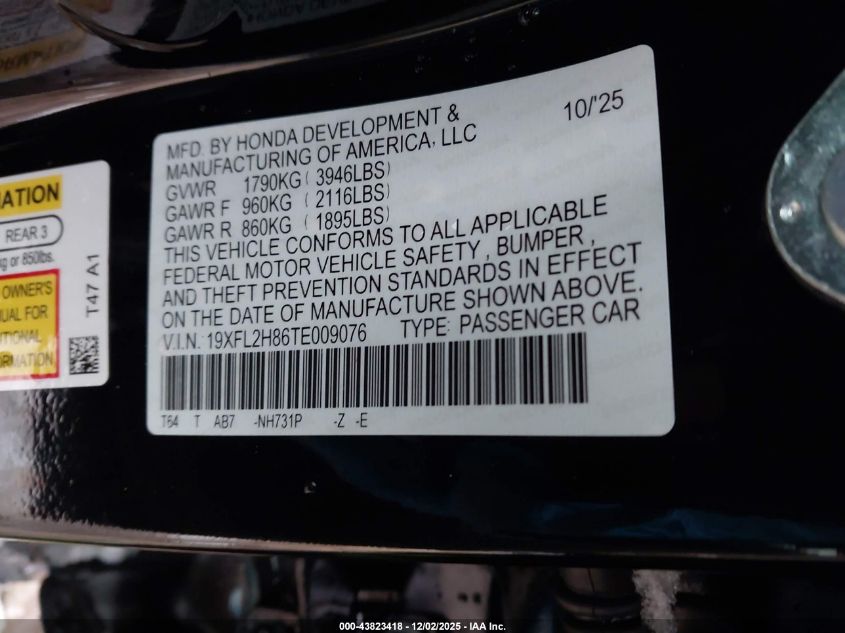 MFD. BY HONDA DEVELOPMENT &
MANUFACTURING OF AMERICA, LLC
10/'25
GVWR 1790KG ( 3946LBS)
GAWR F 960KG ( 2116LBS)
GAWR R 860KG ( 1895LBS)
THIS VEHICLE CONFORMS TO ALL APPLICABLE
FEDERAL MOTOR VEHICLE SAFETY , BUMPER ,
AND THEFT PREVENTION STANDARDS IN EFFECT
ON THE DATE OF MANUFACTURE SHOWN ABOVE.
V.I.N.: 19XFL2H86TE009076 TYPE: PASSENGER CAR
T64 T AB7 -NH731P -Z -E
REAR 3
or 850lbs.
OWNER'S
FOR
T47 A1
000-43823418 - 12/02/2025 - IAA Inc.